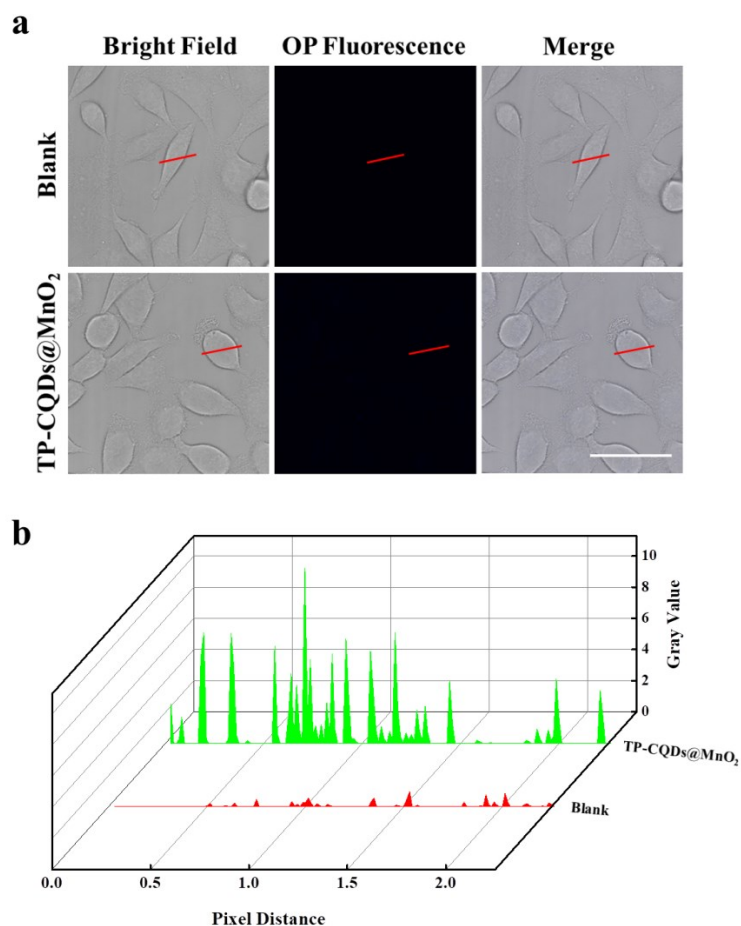 a
Bright Field OP Fluorescence Merge
Blank
TP-CQDs@MnO₂
b
10
8
6
4
2
0
Gray Value
TP-CQDs@MnO₂
Blank
0.0 0.5 1.0 1.5 2.0
Pixel Distance